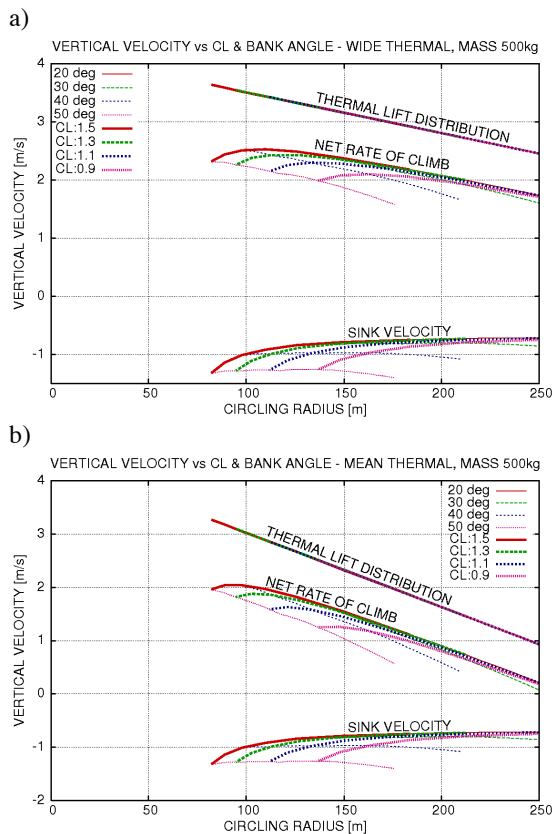 a)
VERTICAL VELOCITY vs CL & BANK ANGLE - WIDE THERMAL, MASS 500kg
4
3
2
1
0
-1
VERTICAL VELOCITY [m/s]
20 deg
30 deg
40 deg
50 deg
CL:1.5
CL:1.3
CL:1.1
CL:0.9
THERMAL LIFT DISTRIBUTION
NET RATE OF CLIMB
SINK VELOCITY
0 50 100 150 200 250
CIRCLING RADIUS [m]
b)
VERTICAL VELOCITY vs CL & BANK ANGLE - MEAN THERMAL, MASS 500kg
4
3
2
1
0
-1
-2
VERTICAL VELOCITY [m/s]
20 deg
30 deg
40 deg
50 deg
CL:1.5
CL:1.3
CL:1.1
CL:0.9
THERMAL LIFT DISTRIBUTION
NET RATE OF CLIMB
SINK VELOCITY
0 50 100 150 200 250
CIRCLING RADIUS [m]